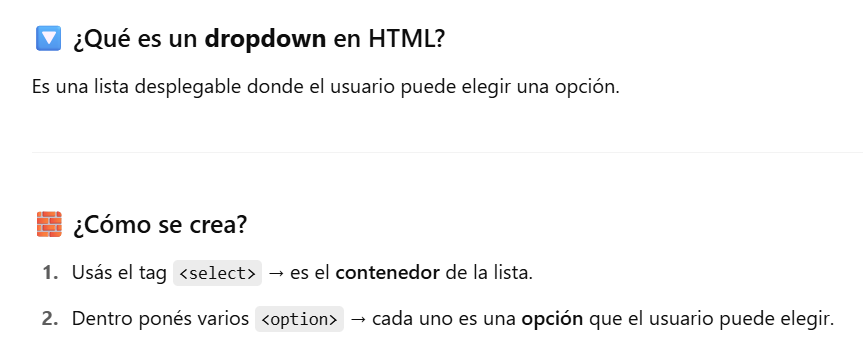 🔽 ¿Qué es un dropdown en HTML?
Es una lista desplegable donde el usuario puede elegir una opción.
🧱 ¿Cómo se crea?
1. Usás el tag <select> → es el contenedor de la lista.
2. Dentro ponés varios <option> → cada uno es una opción que el usuario puede elegir.